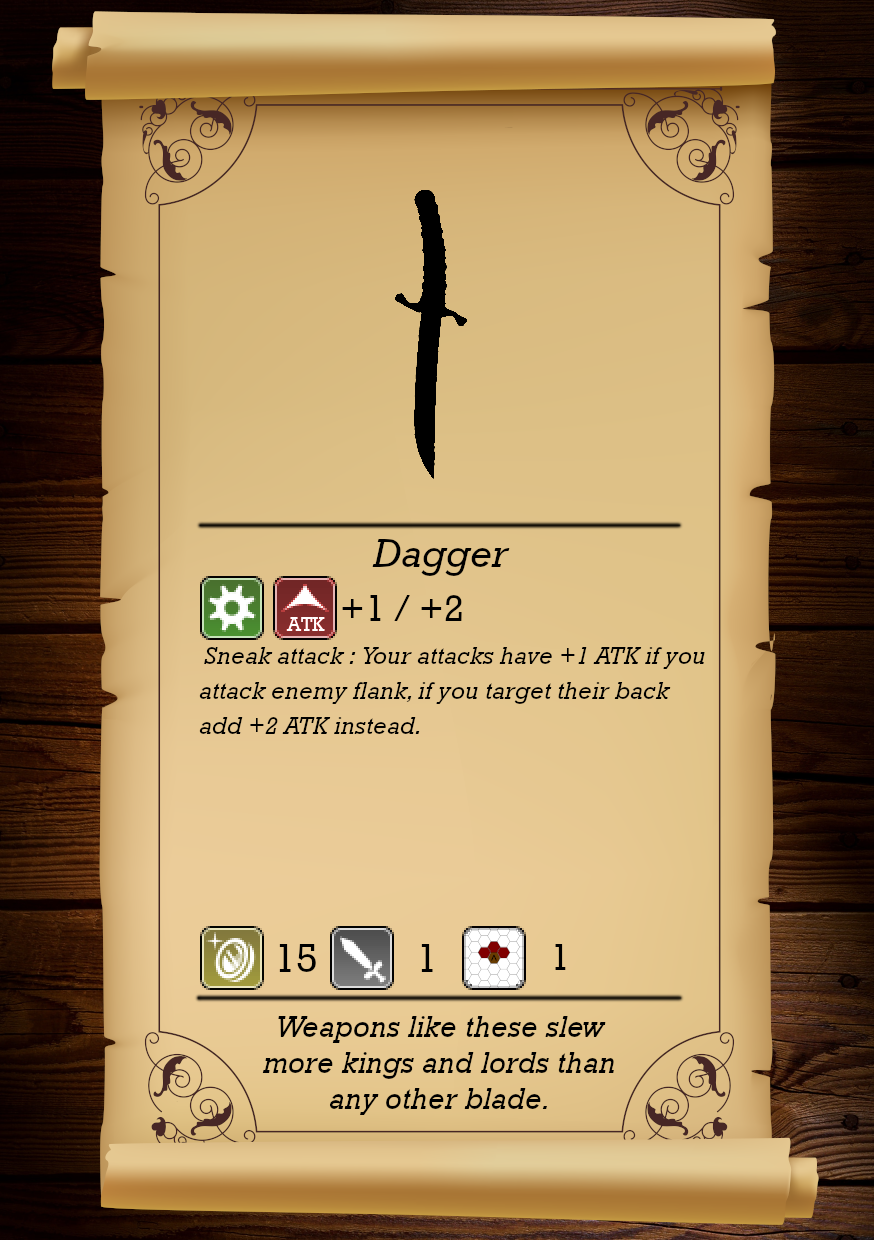 Dagger
ATK +1 / +2
Sneak attack : Your attacks have +1 ATK if you
attack enemy flank, if you target their back
add +2 ATK instead.
15 1 1
Weapons like these slew
more kings and lords than
any other blade.